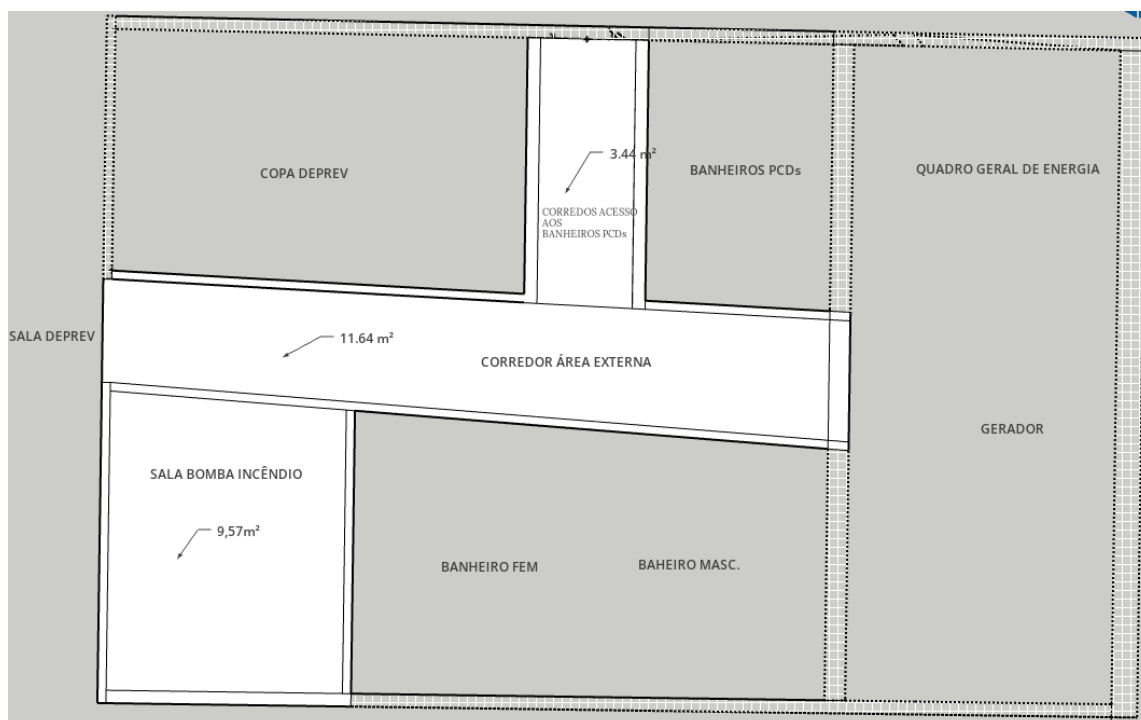 3.44 m²
COPA DEPREV
BANHEIROS PCDs
QUADRO GERAL DE ENERGIA
CORREDOS ACESSO
AOS
BANHEIROS PCDs
SALA DEPREV
11.64 m²
CORREDOR ÁREA EXTERNA
GERADOR
SALA BOMBA INCÊNDIO
9,57m²
BANHEIRO FEM
BAHEIRO MASC.